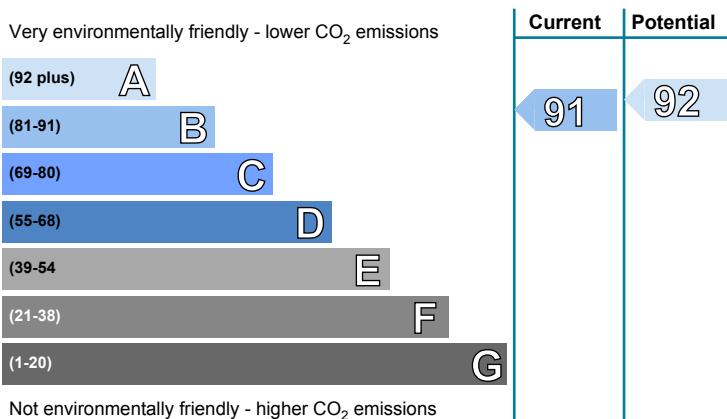 Very environmentally friendly - lower CO2 emissions
Current
Potential
(92 plus) A
(81-91) B
(69-80) C
(55-68) D
(39-54 E
(21-38) F
(1-20) G
91
92
Not environmentally friendly - higher CO2 emissions